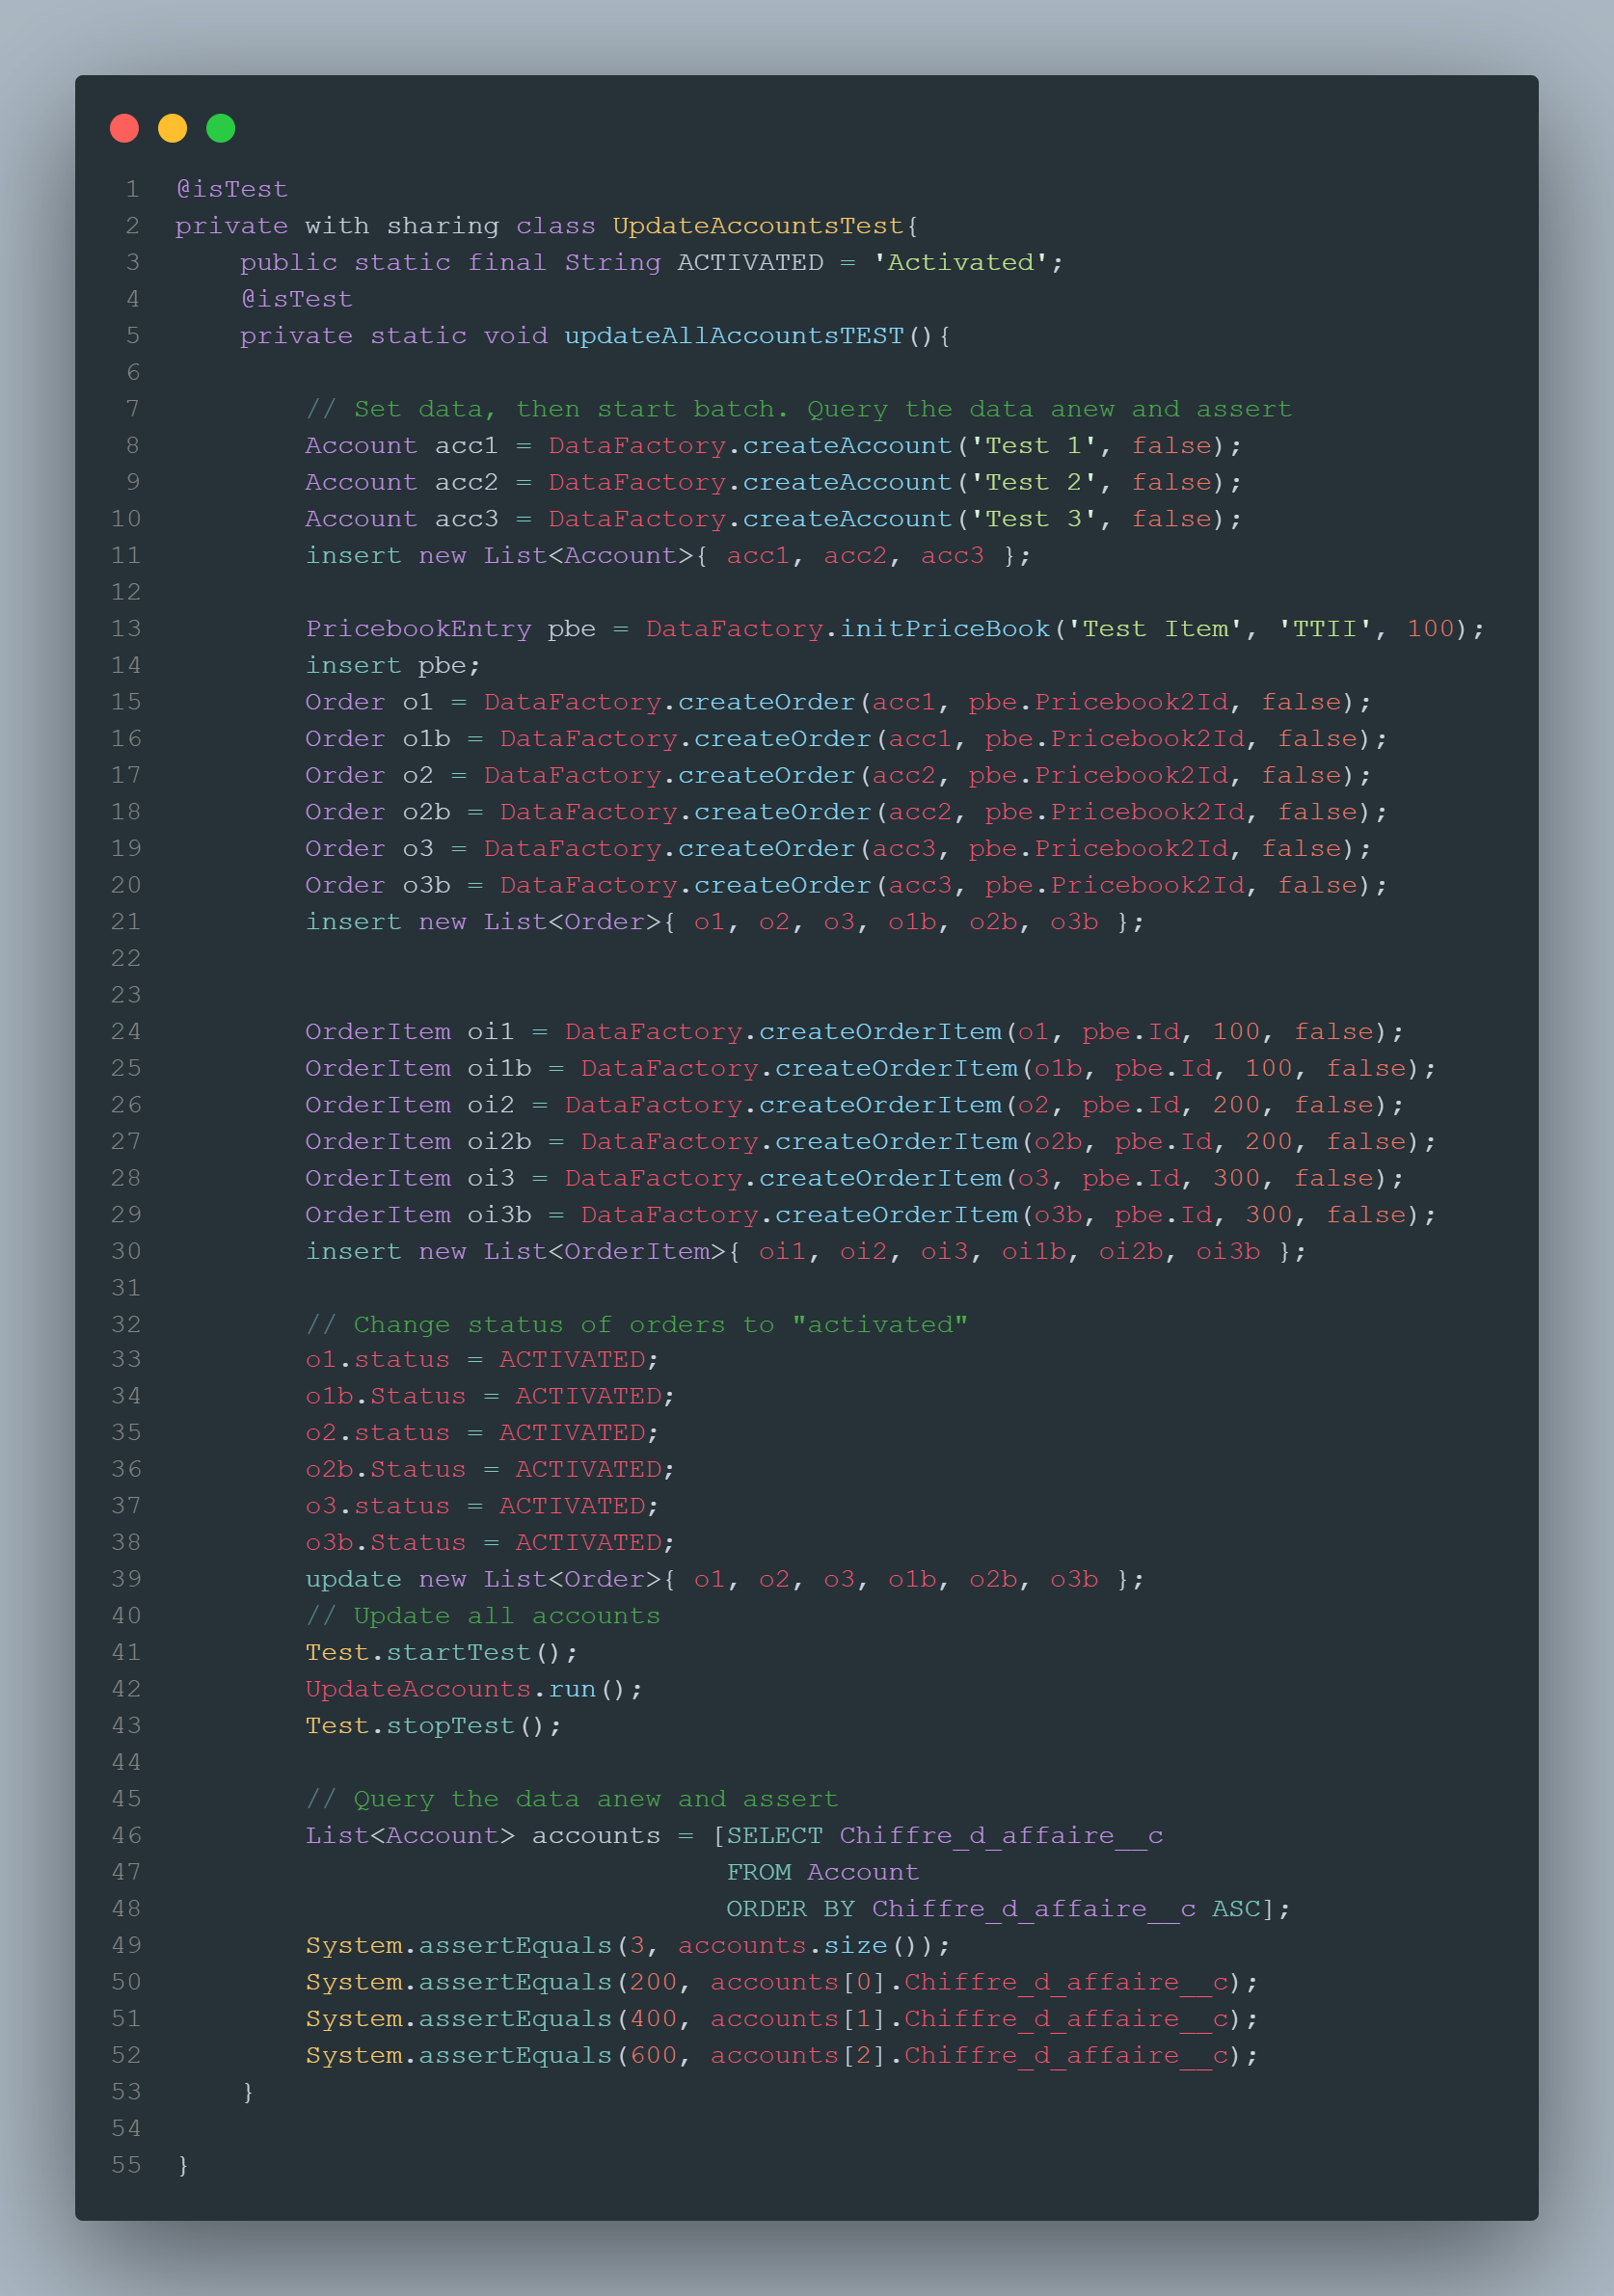 1 @isTest
2 private with sharing class UpdateAccountsTest{
3     public static final String ACTIVATED = 'Activated';
4     @isTest
5     private static void updateAllAccountsTEST(){
6
7         // Set data, then start batch. Query the data anew and assert
8         Account acc1 = DataFactory.createAccount('Test 1', false);
9         Account acc2 = DataFactory.createAccount('Test 2', false);
10         Account acc3 = DataFactory.createAccount('Test 3', false);
11         insert new List<Account>{ acc1, acc2, acc3 };
12
13         PricebookEntry pbe = DataFactory.initPriceBook('Test Item', 'TTII', 100);
14         insert pbe;
15         Order o1 = DataFactory.createOrder(acc1, pbe.Pricebook2Id, false);
16         Order o1b = DataFactory.createOrder(acc1, pbe.Pricebook2Id, false);
17         Order o2 = DataFactory.createOrder(acc2, pbe.Pricebook2Id, false);
18         Order o2b = DataFactory.createOrder(acc2, pbe.Pricebook2Id, false);
19         Order o3 = DataFactory.createOrder(acc3, pbe.Pricebook2Id, false);
20         Order o3b = DataFactory.createOrder(acc3, pbe.Pricebook2Id, false);
21         insert new List<Order>{ o1, o2, o3, o1b, o2b, o3b };
22
23
24         OrderItem oi1 = DataFactory.createOrderItem(o1, pbe.Id, 100, false);
25         OrderItem oi1b = DataFactory.createOrderItem(o1b, pbe.Id, 100, false);
26         OrderItem oi2 = DataFactory.createOrderItem(o2, pbe.Id, 200, false);
27         OrderItem oi2b = DataFactory.createOrderItem(o2b, pbe.Id, 200, false);
28         OrderItem oi3 = DataFactory.createOrderItem(o3, pbe.Id, 300, false);
29         OrderItem oi3b = DataFactory.createOrderItem(o3b, pbe.Id, 300, false);
30         insert new List<OrderItem>{ oi1, oi2, oi3, oi1b, oi2b, oi3b };
31
32         // Change status of orders to "activated"
33         o1.status = ACTIVATED;
34         o1b.Status = ACTIVATED;
35         o2.status = ACTIVATED;
36         o2b.Status = ACTIVATED;
37         o3.status = ACTIVATED;
38         o3b.Status = ACTIVATED;
39         update new List<Order>{ o1, o2, o3, o1b, o2b, o3b };
40         // Update all accounts
41         Test.startTest();
42         UpdateAccounts.run();
43         Test.stopTest();
44
45         // Query the data anew and assert
46         List<Account> accounts = [SELECT Chiffre_d_affaire__c
47                                   FROM Account
48                                   ORDER BY Chiffre_d_affaire__c ASC];
49         System.assertEquals(3, accounts.size());
50         System.assertEquals(200, accounts[0].Chiffre_d_affaire__c);
51         System.assertEquals(400, accounts[1].Chiffre_d_affaire__c);
52         System.assertEquals(600, accounts[2].Chiffre_d_affaire__c);
53     }
54
55 }